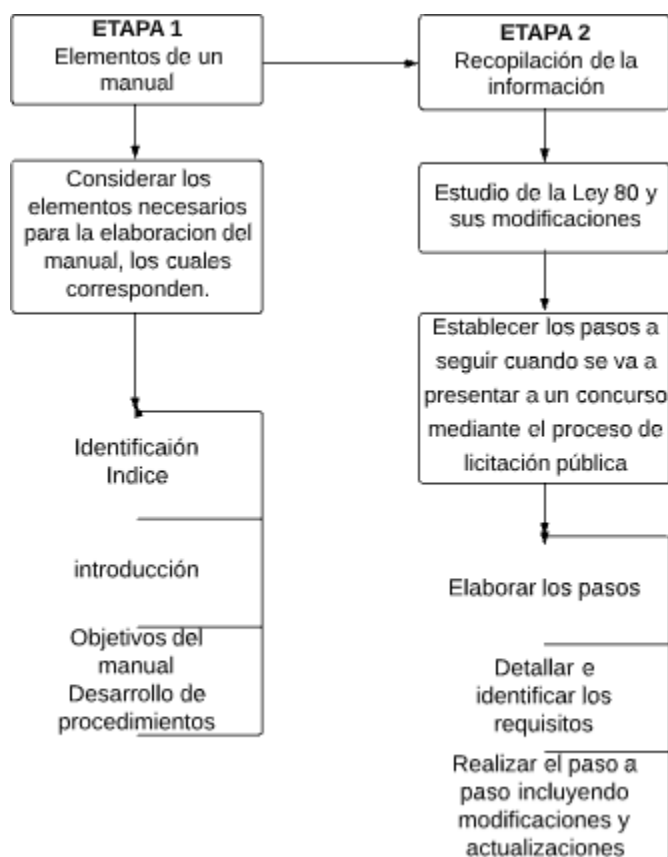 ETAPA 1
Elementos de un
manual
Considerar los
elementos necesarios
para la elaboracion del
manual, los cuales
corresponden.
Identificaión
Indice
introducción
Objetivos del
manual
Desarrollo de
procedimientos
ETAPA 2
Recopilación de la
información
Estudio de la Ley 80 y
sus modificaciones
Establecer los pasos a
seguir cuando se va a
presentar a un concurso
mediante el proceso de
licitación pública
Elaborar los pasos
Detallar e
identificar los
requisitos
Realizar el paso a
paso incluyendo
modificaciones y
actualizaciones